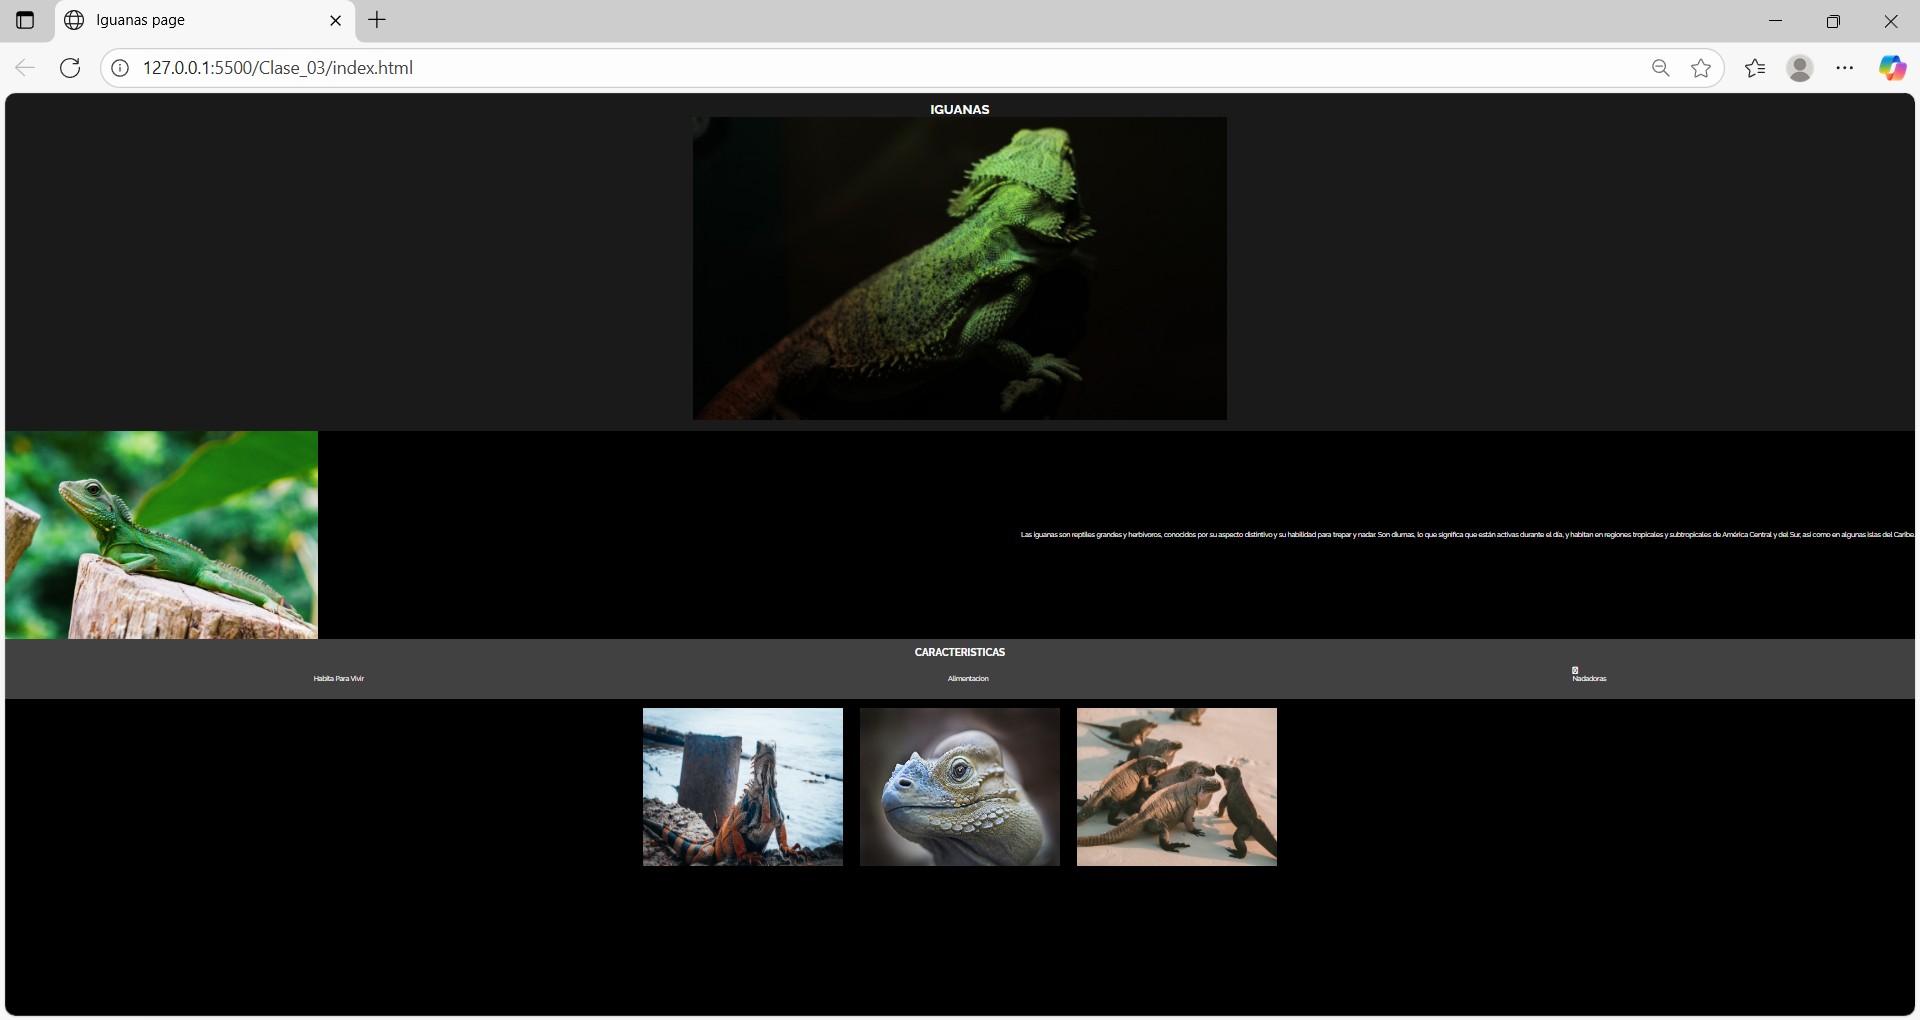 Iguanas page
127.0.0.1:5500/Clase_03/index.html
IGUANAS
Las iguanas son reptiles grandes y herbívoros, conocidos por su aspecto distintivo y su habilidad para trepar y nadar. Son diurnas, lo que significa que están activas durante el día, y habitan en regiones tropicales y subtropicales de América Central y del Sur, así como en algunas islas del Caribe.
CARACTERISTICAS
Habita Para Vivir
Alimentacion
Nadadoras